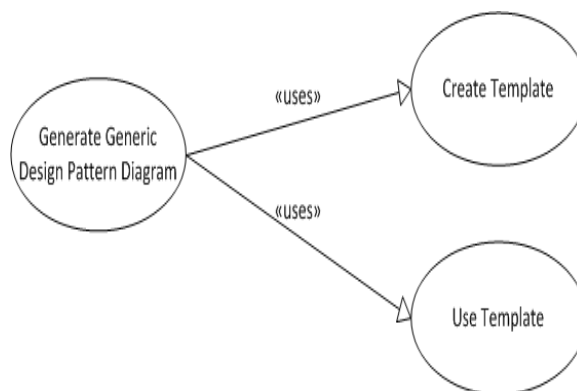 «uses»
Create Template
Generate Generic
Design Pattern Diagram
«uses»
Use Template